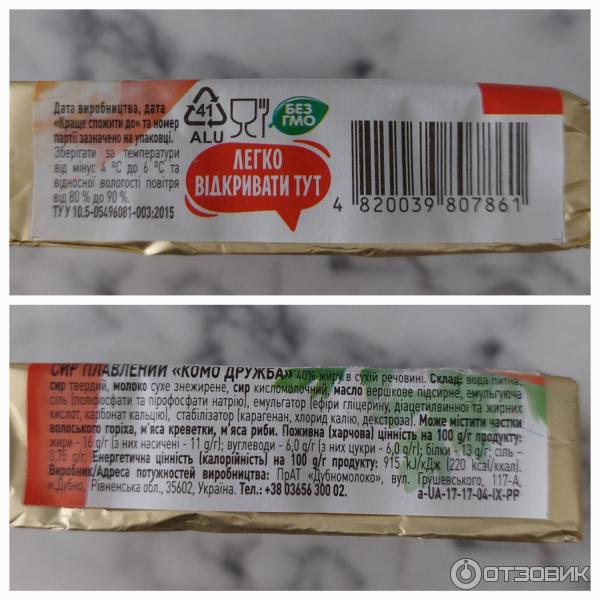 Дата виробництва, дата
«Краще спожити до» та номер
партії зазначено на упаковці.
Зберігати за температури
від мінус 4 °С до 6 °С та
відносної вологості повітря
від 80 % до 90 %.
ТУ У 10.5-05496081-003:2015
41
ALU
БЕЗ
ГМО
ЛЕГКО
ВІДКРИВАТИ ТУТ
4 820039 807861
СИР ПЛАВЛЕНИЙ «КОМО ДРУЖБА» 40% жиру в сухій речовині. Склад: вода питна,
сир твердий, молоко сухе знежирене, сир кисломолочний, масло вершкове підсирне, емульгуюча
сіль (поліфосфати та пірофосфати натрію), емульгатор (ефіри гліцерину, діацетилвинної та жирних
кислот, карбонат кальцію), стабілізатор (карагенан, хлорид калію, декстроза). Може містити частки
волоського горіха, м'яса креветки, м'яса риби. Поживна (харчова) цінність на 100 g/г продукту:
жири - 16 g/г (з них насичені - 11 g/г); вуглеводи - 6,0 g/г (з них цукри - 6,0 g/г); білки - 13 g/г; сіль -
0,75 g/г. Енергетична цінність (калорійність) на 100 g/г продукту: 915 kJ/кДж (220 kcal/ккал).
Виробник/Адреса потужностей виробництва: ПрАТ «Дубномолоко», вул. Грушевського, 117-А,
м.Дубно, Рівненська обл., 35602, Україна. Тел.: +38 03656 300 02.
a-UA-17-17-04-IX-PP
ОТЗОВИК